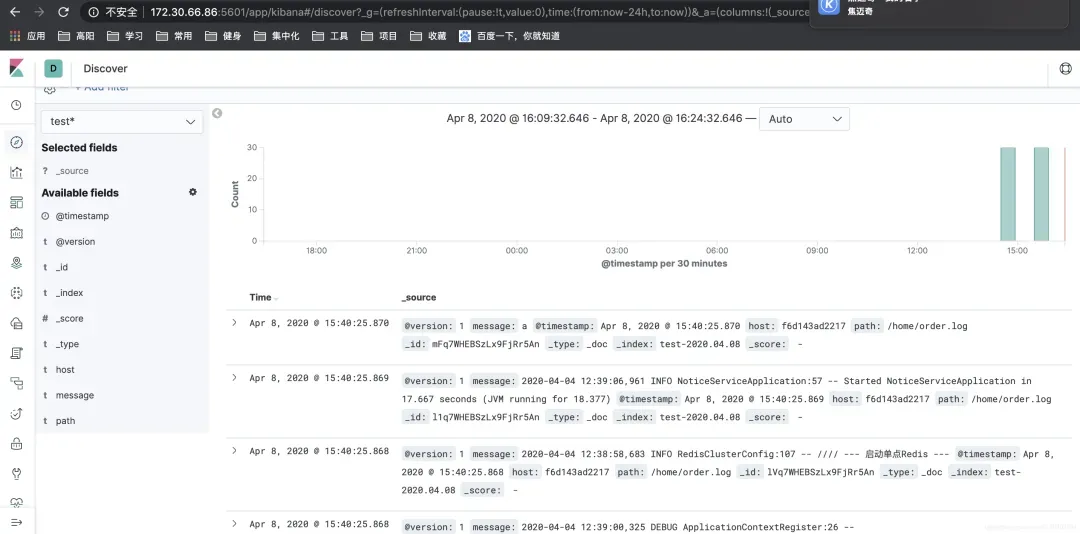 不安全 172.30.66.86:5601/app/kibana#/discover?_g=(refreshInterval:(pause:!t,value:0),time:(from:now-24h,to:now))&_a=(columns:!(_source
焦迈奇
应用 高阳 学习 常用 健身 集中化 工具 项目 收藏 百度一下，你就知道
D Discover
+ Add filter
test*
Apr 8, 2020 @ 16:09:32.646 - Apr 8, 2020 @ 16:24:32.646 — Auto
Selected fields
? _source
Available fields
@timestamp
t @version
t _id
t _index
# _score
t _type
t host
t message
t path
Count
30
20
10
0
18:00 21:00 00:00 03:00 06:00 09:00 12:00 15:00
@timestamp per 30 minutes
Time _source
Apr 8, 2020 @ 15:40:25.870 @version: 1 message: a @timestamp: Apr 8, 2020 @ 15:40:25.870 host: f6d143ad2217 path: /home/order.log
_id: mFq7WHEBSzLx9FjRr5An _type: _doc _index: test-2020.04.08 _score: -
Apr 8, 2020 @ 15:40:25.869 @version: 1 message: 2020-04-04 12:39:06,961 INFO NoticeServiceApplication:57 -- Started NoticeServiceApplication in
17.667 seconds (JVM running for 18.377) @timestamp: Apr 8, 2020 @ 15:40:25.869 host: f6d143ad2217 path: /home/order.log
_id: l1q7WHEBSzLx9FjRr5An _type: _doc _index: test-2020.04.08 _score: -
Apr 8, 2020 @ 15:40:25.868 @version: 1 message: 2020-04-04 12:38:58,683 INFO RedisClusterConfig:107 -- //// --- 启动单点Redis --- @timestamp: Apr 8,
2020 @ 15:40:25.868 host: f6d143ad2217 path: /home/order.log _id: lVq7WHEBSzLx9FjRr5An _type: _doc _index: test-
2020.04.08 _score: -
Apr 8, 2020 @ 15:40:25.868 @version: 1 message: 2020-04-04 12:39:00,325 DEBUG ApplicationContextRegister:26 --